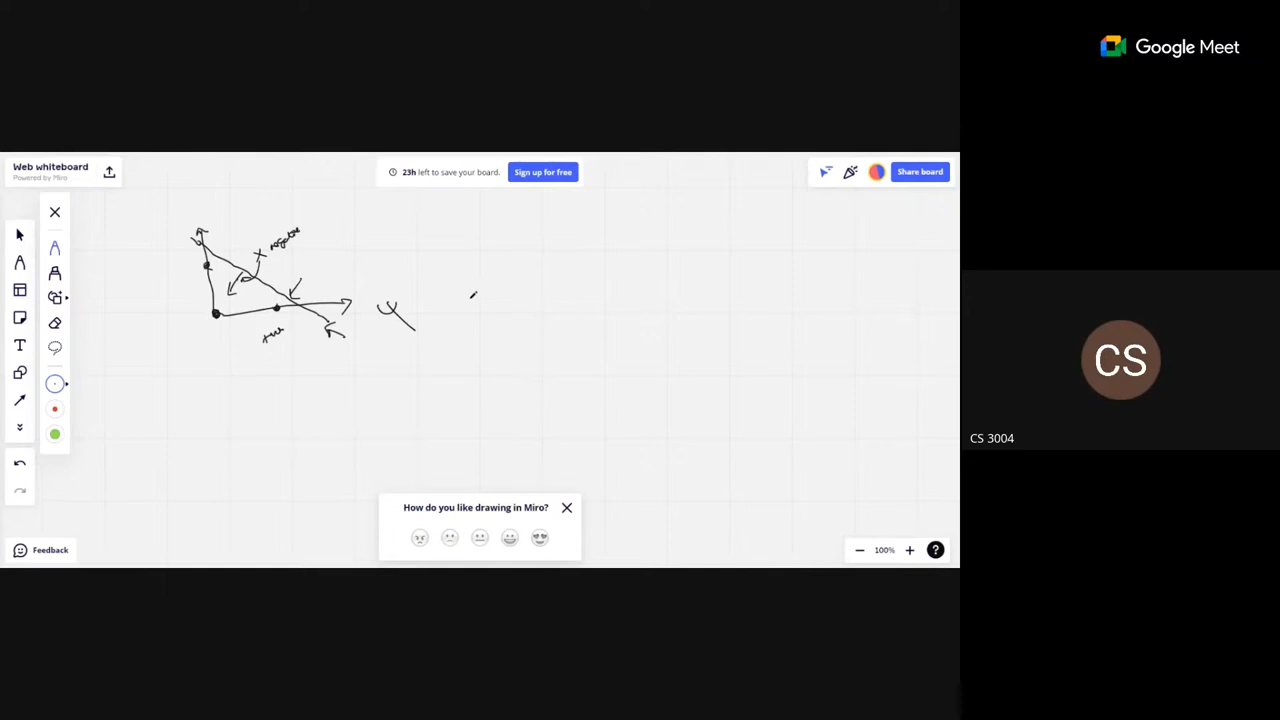 Google Meet
Web whiteboard
Powered by Miro
23h left to save your board.
Sign up for free
Share board
T
negative
How do you like drawing in Miro?
Feedback
100%
?
CS
CS 3004